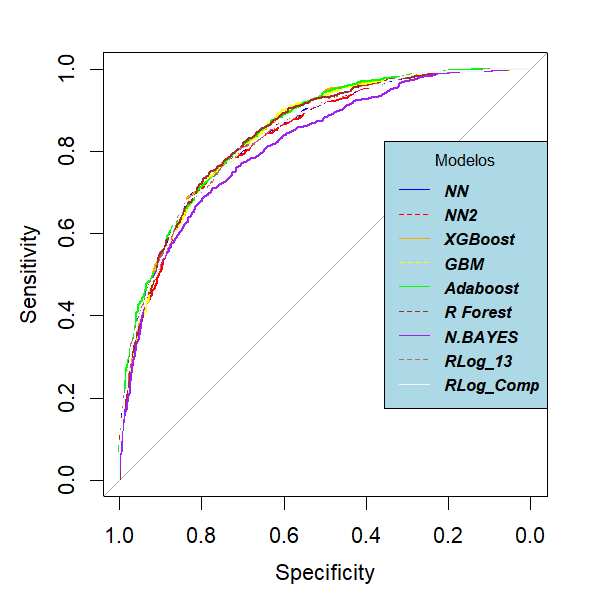 1.0
0.8
0.6
0.4
0.2
0.0
Sensitivity
Modelos
NN
NN2
XGBoost
GBM
Adaboost
R Forest
N.BAYES
RLog_13
RLog_Comp
1.0 0.8 0.6 0.4 0.2 0.0
Specificity